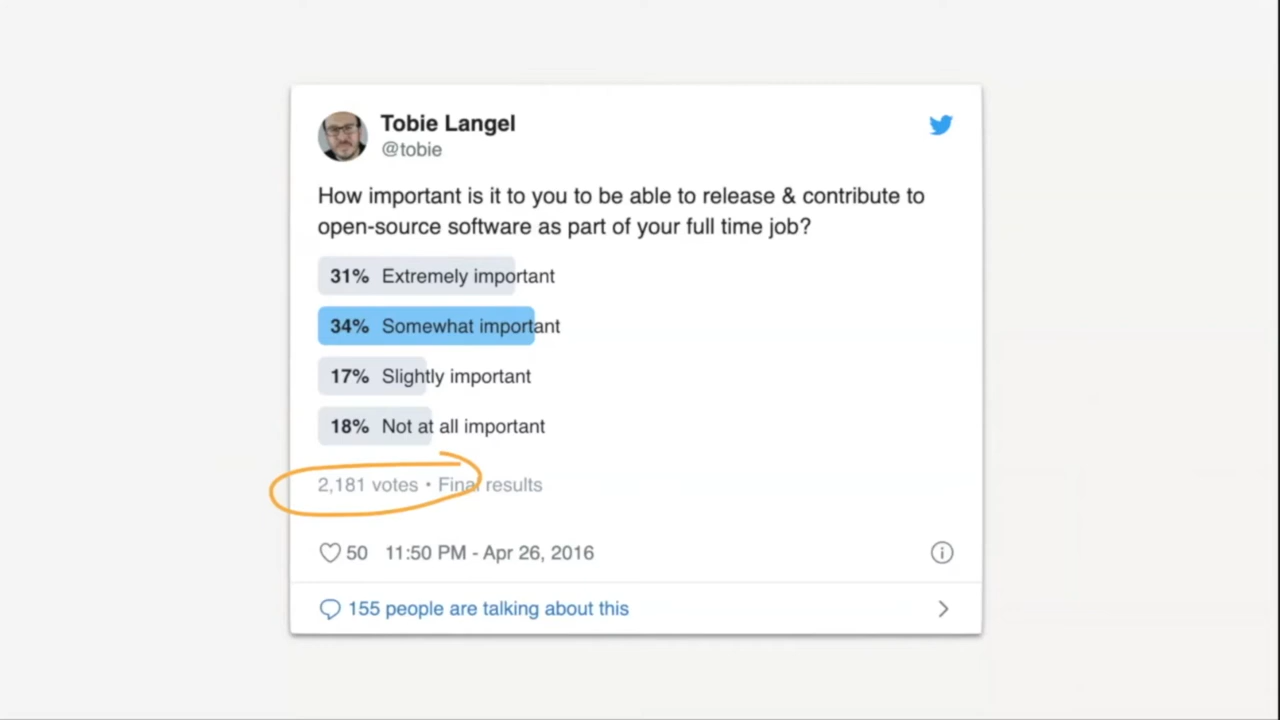 Tobie Langel
@tobie
How important is it to you to be able to release & contribute to
open-source software as part of your full time job?
31% Extremely important
34% Somewhat important
17% Slightly important
18% Not at all important
2,181 votes • Final results
50 11:50 PM - Apr 26, 2016
155 people are talking about this